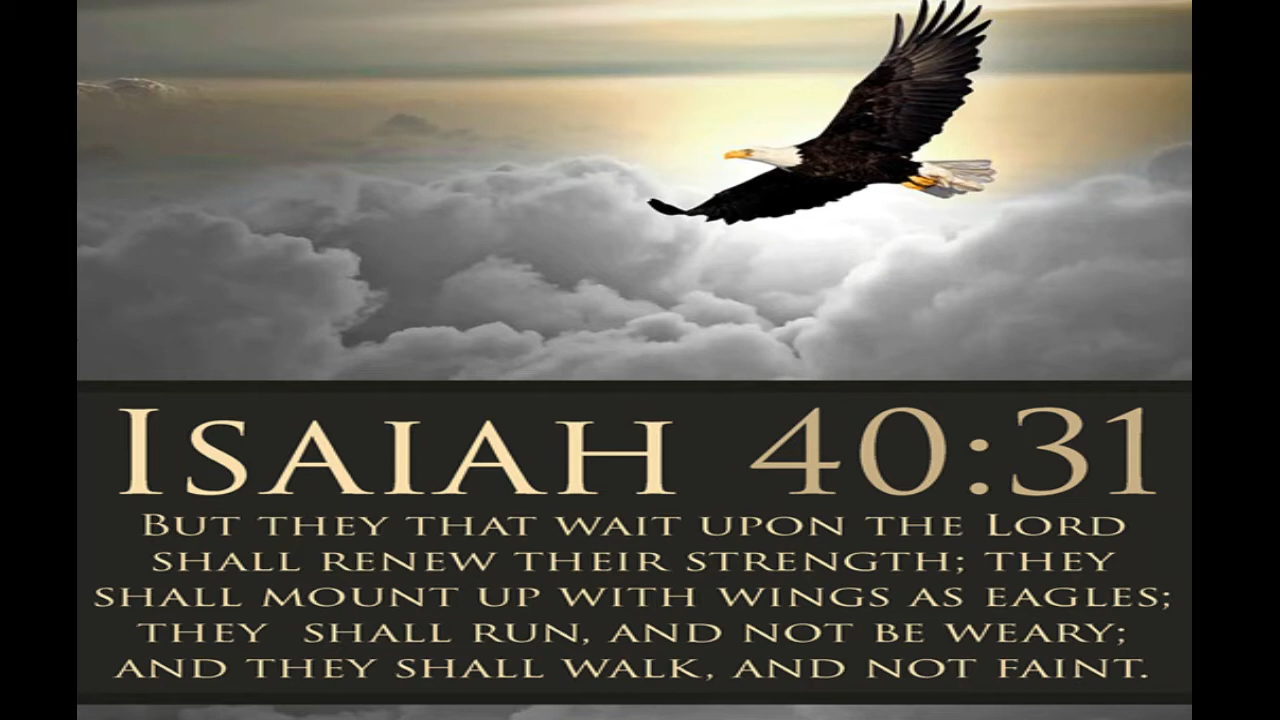 Isaiah 40:31
But they that wait upon the Lord
shall renew their strength; they
shall mount up with wings as eagles;
they shall run, and not be weary;
and they shall walk, and not faint.